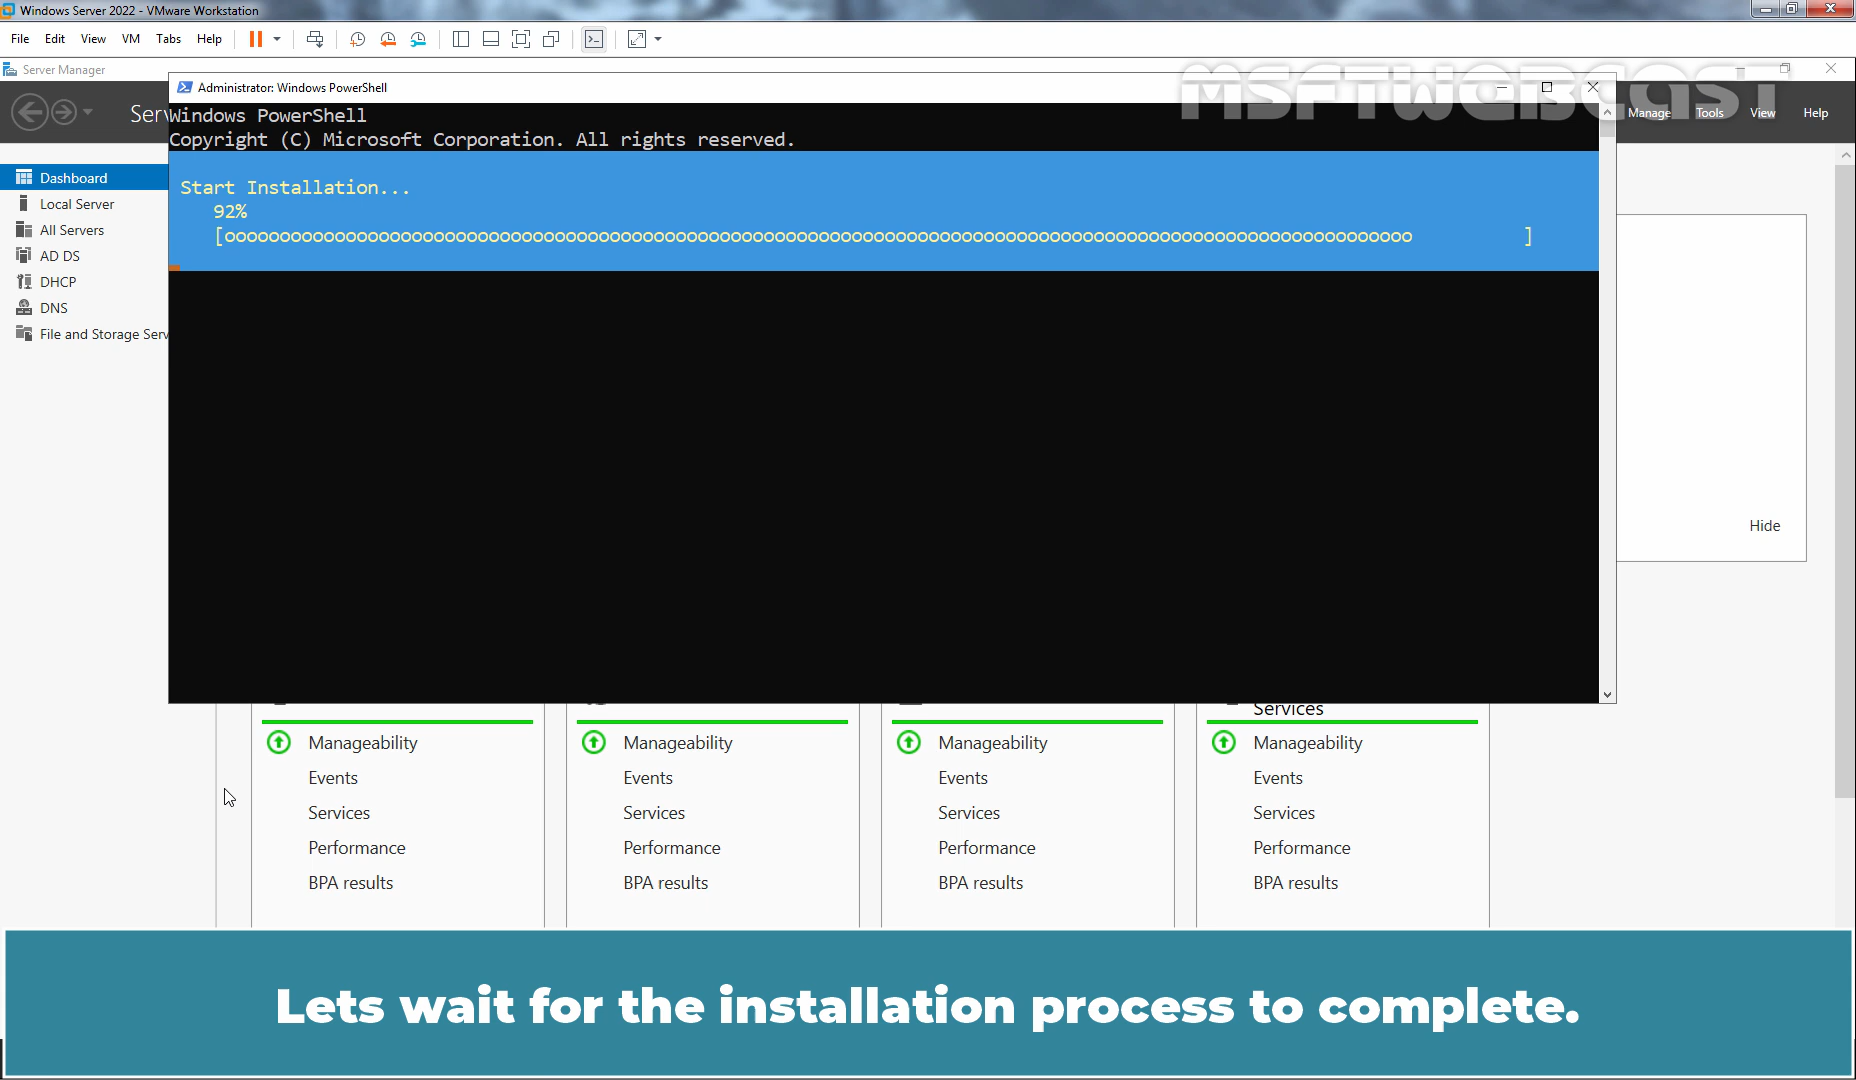 Windows Server 2022 - VMware Workstation
File Edit View VM Tabs Help
Server Manager
Administrator: Windows PowerShell
MSFTWEBCAST
Serv
Manage Tools View Help
Windows PowerShell
Copyright (C) Microsoft Corporation. All rights reserved.
Start Installation...
92%
[oooooooooooooooooooooooooooooooooooooooooooooooooooooooooooooooooooooooooooooooooooooooooooooooooooooooooooo ]
Dashboard
Local Server
All Servers
AD DS
DHCP
DNS
File and Storage Serv
Hide
Services
Manageability Manageability Manageability Manageability
Events Events Events Events
Services Services Services Services
Performance Performance Performance Performance
BPA results BPA results BPA results BPA results
Lets wait for the installation process to complete.